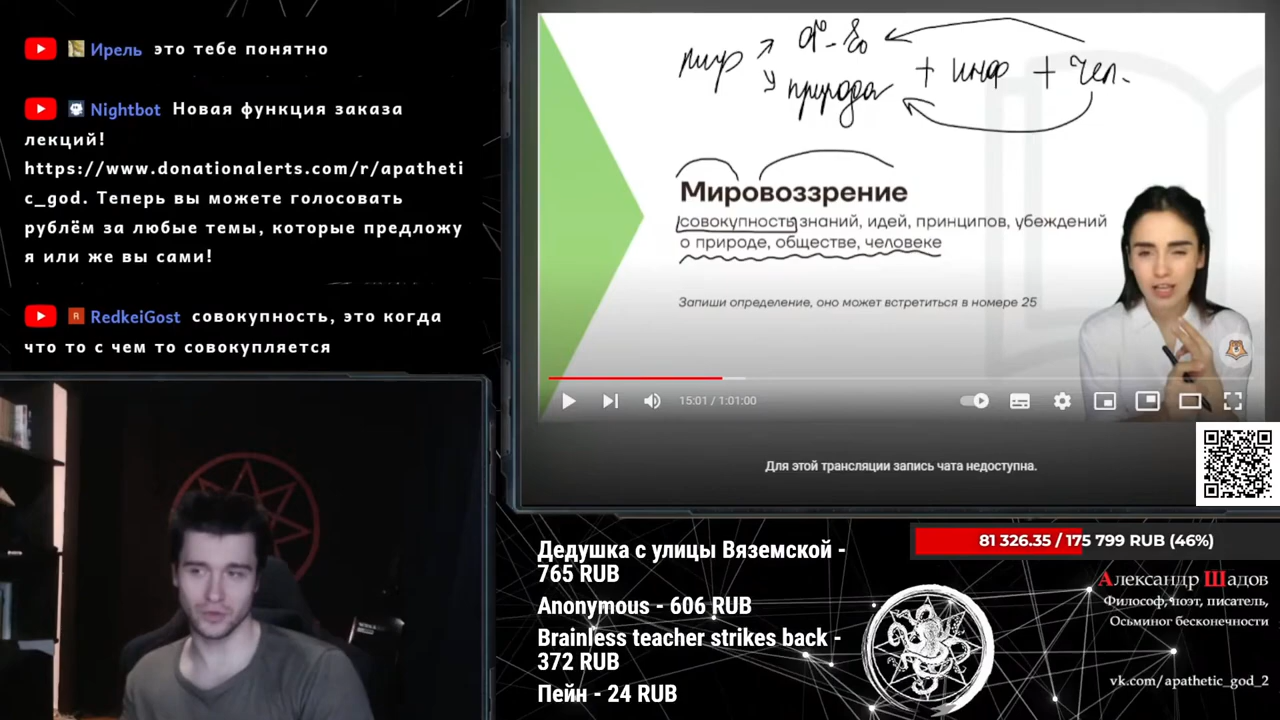 Ирель это тебе понятно
Nightbot Новая функция заказа
лекций!
https://www.donationalerts.com/r/apatheti
c_god. Теперь вы можете голосовать
рублём за любые темы, которые предложу
я или же вы сами!
RedkeiGost совокупность, это когда
что то с чем то совокупляется
мир
природа + инф + чел.
Мировоззрение
совокупность знаний, идей, принципов, убеждений
о природе, обществе, человеке
Запиши определение, оно может встретиться в номере 25
15:01 / 1:01:00
Для этой трансляции запись чата недоступна.
81 326.35 / 175 799 RUB (46%)
Дедушка с улицы Вяземской -
765 RUB
Anonymous - 606 RUB
Brainless teacher strikes back -
372 RUB
Пейн - 24 RUB
Александр Шадов
Философ, поэт, писатель,
Осьминог бесконечности
vk.com/apathetic_god_2